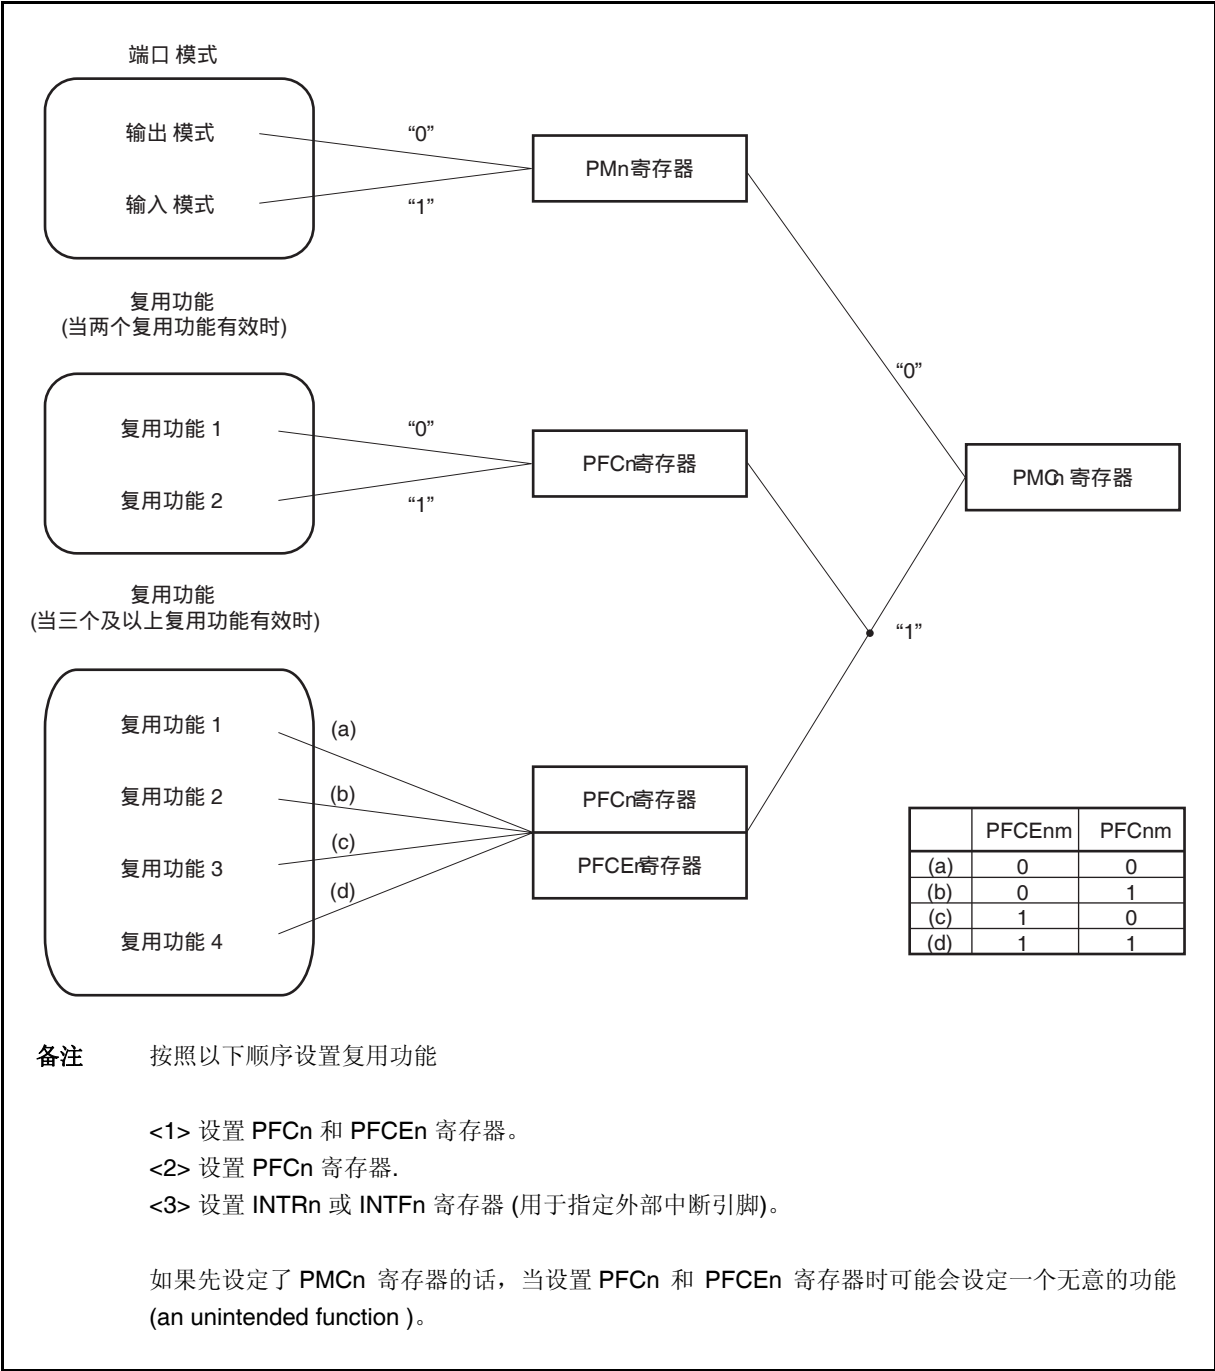 端口 模式
输出 模式
“0”
输入 模式
“1”
PMn寄存器
复用功能
(当两个复用功能有效时)
“0”
复用功能 1
“0”
复用功能 2
“1”
PFCn寄存器
PMCn 寄存器
复用功能
(当三个及以上复用功能有效时)
“1”
复用功能 1
(a)
复用功能 2
(b)
复用功能 3
(c)
复用功能 4
(d)
PFCn寄存器
PFCEn寄存器
PFCEnm PFCnm
(a) 0 0
(b) 0 1
(c) 1 0
(d) 1 1
备注 按照以下顺序设置复用功能
<1> 设置 PFCn 和 PFCEn 寄存器。
<2> 设置 PFCn 寄存器.
<3> 设置 INTRn 或 INTFn 寄存器 (用于指定外部中断引脚)。
如果先设定了 PMCn 寄存器的话，当设置 PFCn 和 PFCEn 寄存器时可能会设定一个无意的功能
(an unintended function )。